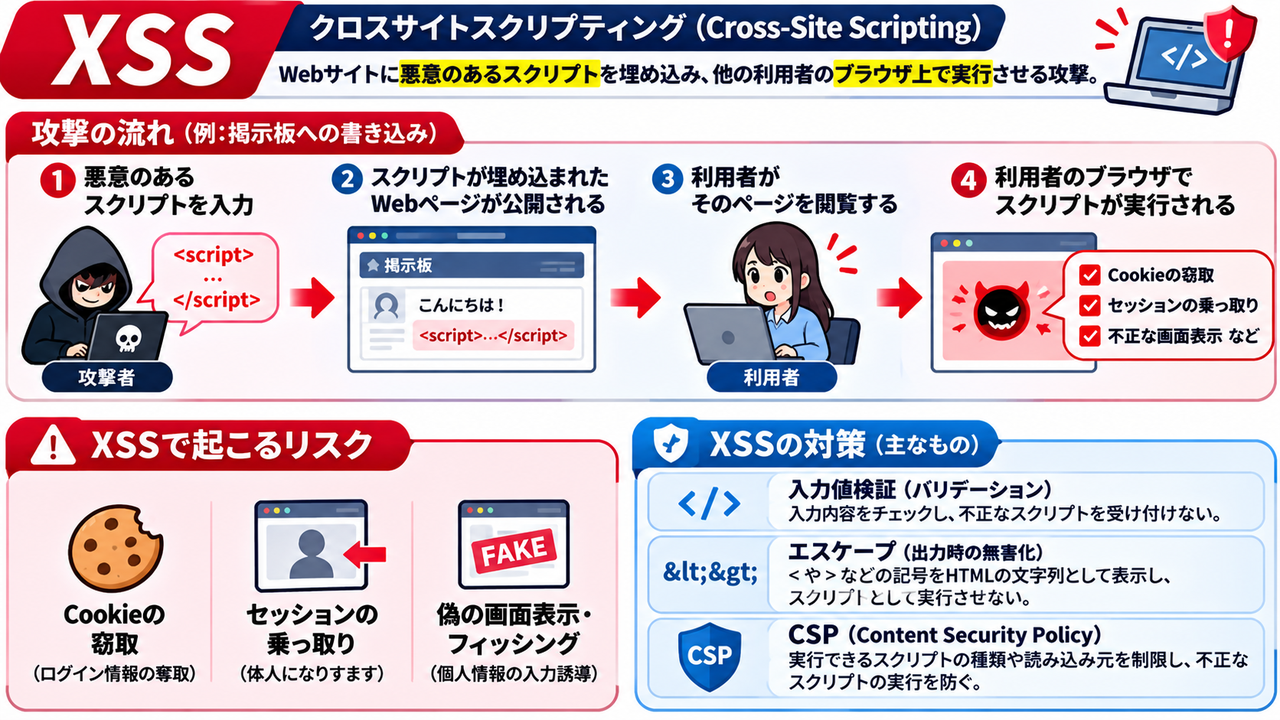 XSS
クロスサイトスクリプティング（Cross-Site Scripting）
Webサイトに悪意のあるスクリプトを埋め込み、他の利用者のブラウザ上で実行させる攻撃。
</>
!
攻撃の流れ（例：掲示板への書き込み）
1 悪意のある
スクリプトを入力
<script>
...
</script>
攻撃者
2 スクリプトが埋め込まれた
Webページが公開される
掲示板
こんにちは！
<script>...</script>
3 利用者が
そのページを閲覧する
利用者
4 利用者のブラウザで
スクリプトが実行される
Cookieの窃取
セッションの乗っ取り
不正な画面表示 など
XSSで起こるリスク
Cookieの
窃取
（ログイン情報の奪取）
セッションの
乗っ取り
（体人になりすます）
FAKE
偽の画面表示・
フィッシング
（個人情報の入力誘導）
XSSの対策（主なもの）
</>
入力値検証（バリデーション）
入力内容をチェックし、不正なスクリプトを受け付けない。
&lt;&gt;
エスケープ（出力時の無害化）
< や > などの記号をHTMLの文字列として表示し、
スクリプトとして実行させない。
CSP
CSP（Content Security Policy）
実行できるスクリプトの種類や読み込み元を制限し、不正な
スクリプトの実行を防ぐ。